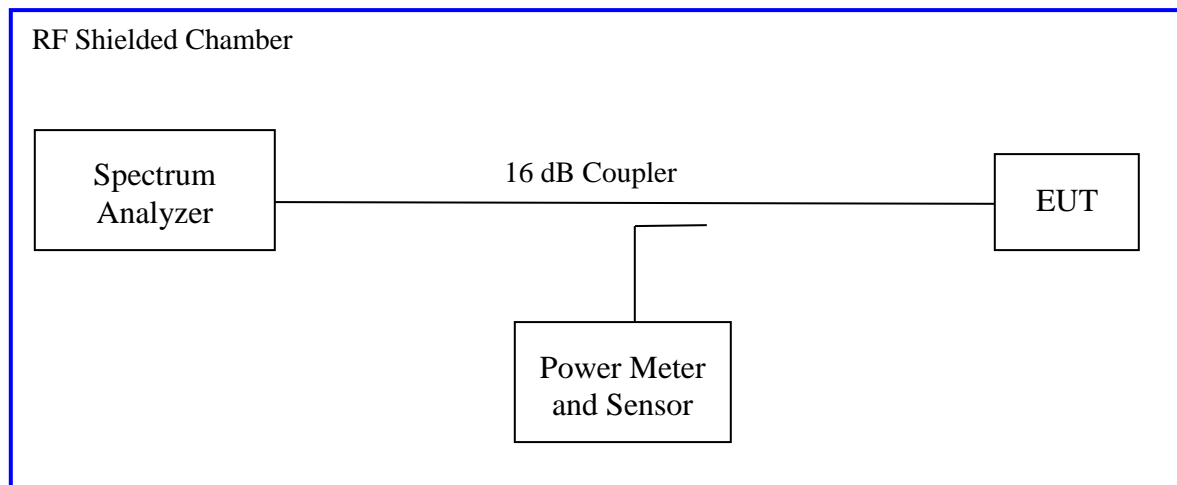 RF Shielded Chamber
Spectrum
Analyzer
16 dB Coupler
EUT
Power Meter
and Sensor